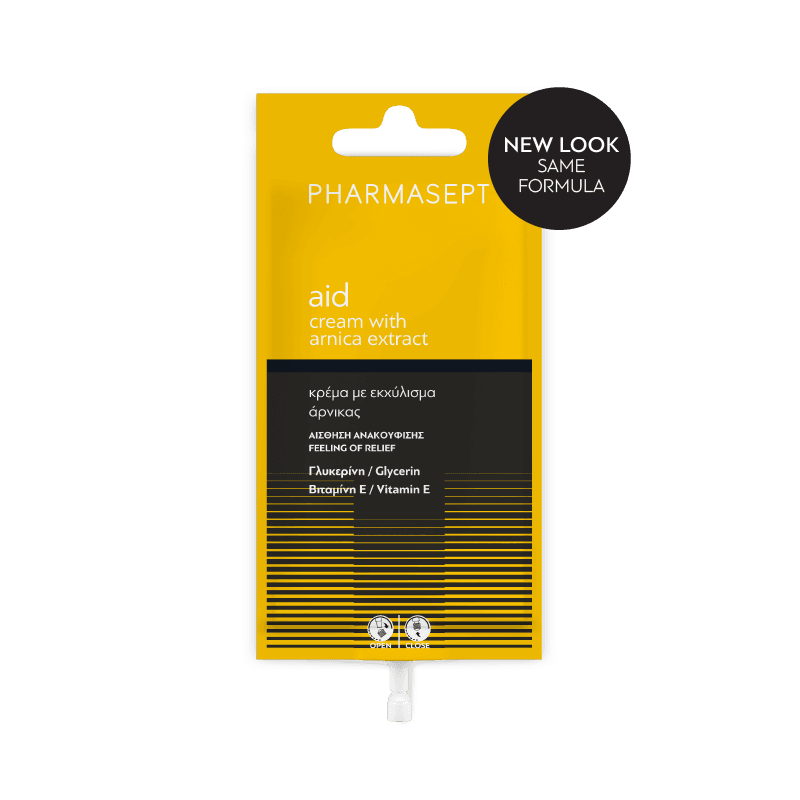 NEW LOOK
SAME
FORMULA
PHARMASEPT
aid
cream with
arnica extract
κρέμα με εκχύλισμα
άρνικας
ΑΙΣΘΗΣΗ ΑΝΑΚΟΥΦΙΣΗΣ
FEELING OF RELIEF
Γλυκερίνη / Glycerin
Βιταμίνη Ε / Vitamin E
OPEN
CLOSE